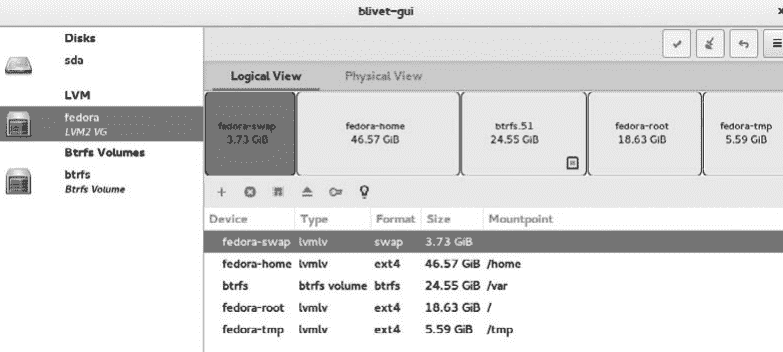 blivet-gui
Disks
sda
LVM
fedora
LVM2 VG
Btrfs Volumes
btrfs
Btrfs Volume
Logical View Physical View
fedora-swap fedora-home btrfs.51 fedora-root fedora-tmp
3.73 GiB 46.57 GiB 24.55 GiB 18.63 GiB 5.59 GiB
Device Type Format Size Mountpoint
fedora-swap lvmlv swap 3.73 GiB
fedora-home lvmlv ext4 46.57 GiB /home
btrfs btrfs volume btrfs 24.55 GiB /var
fedora-root lvmlv ext4 18.63 GiB /
fedora-tmp lvmlv ext4 5.59 GiB /tmp